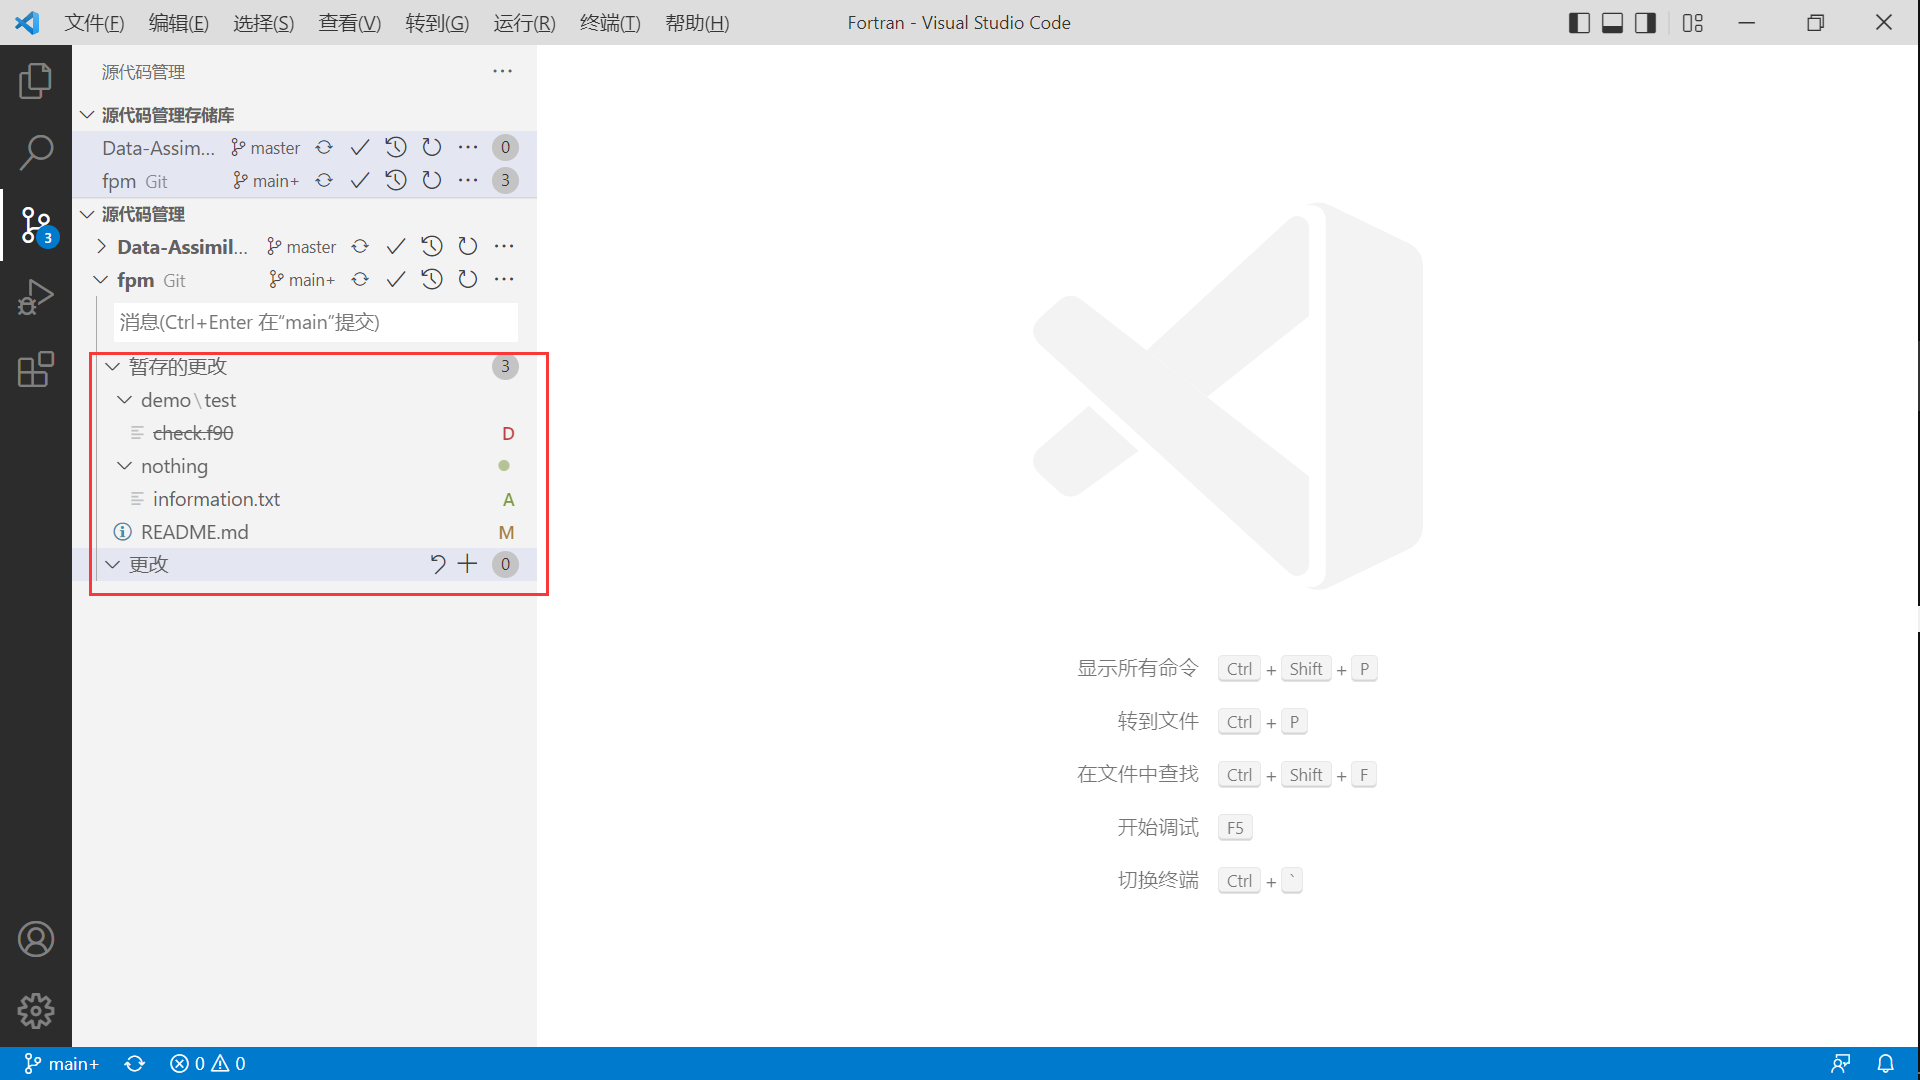 文件(F) 编辑(E) 选择(S) 查看(V) 转到(G) 运行(R) 终端(T) 帮助(H) Fortran - Visual Studio Code
源代码管理
源代码管理存储库
Data-Assim... master 0
fpm Git main+ 3
源代码管理
Data-Assimil... master
fpm Git main+
消息(Ctrl+Enter 在“main”提交)
暂存的更改 3
demo\test
check.f90 D
nothing
information.txt A
README.md M
更改 0
3
显示所有命令 Ctrl + Shift + P
转到文件 Ctrl + P
在文件中查找 Ctrl + Shift + F
开始调试 F5
切换终端 Ctrl + `
main+ 0 0